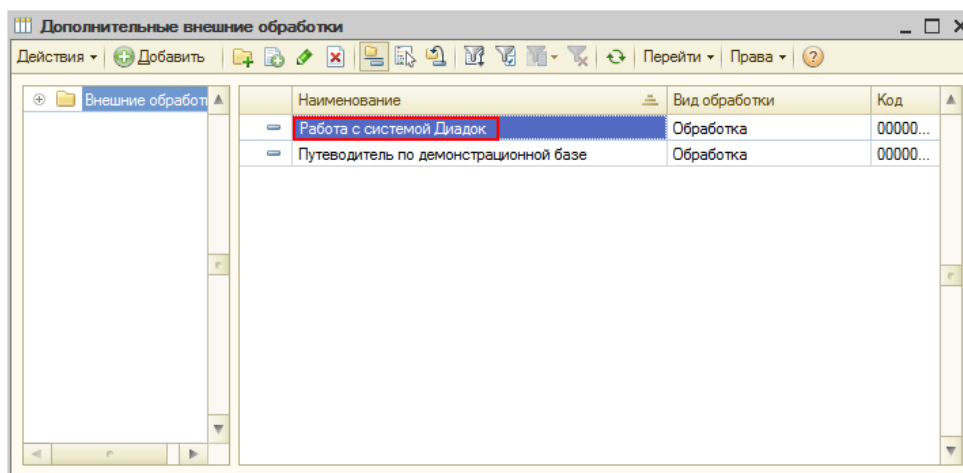 Дополнительные внешние обработки
Действия Добавить Перейти Права
Внешние обработ
Наименование Вид обработки Код
Работа с системой Диадок Обработка 00000...
Путеводитель по демонстрационной базе Обработка 00000...